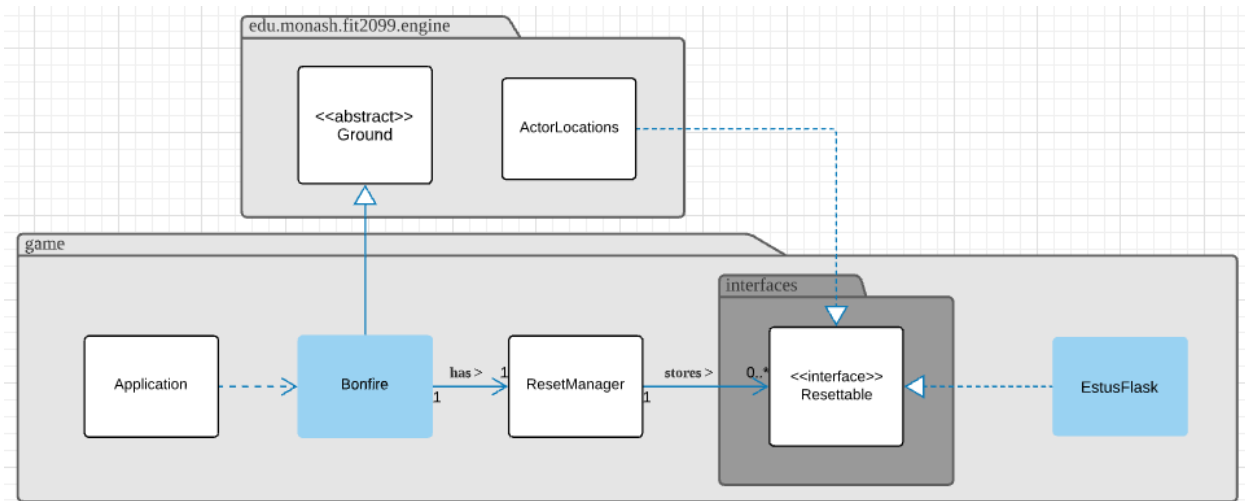 edu.monash.fit2099.engine
<<abstract>>
Ground
ActorLocations
game
interfaces
Application
Bonfire
has >
1
1
ResetManager
stores >
1
0..*
<<interface>>
Resettable
EstusFlask